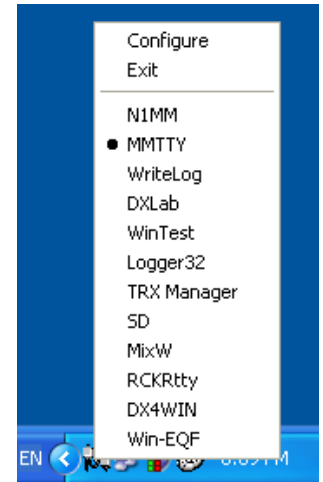 Configure
Exit
N1MM
MMTTY
WriteLog
DXLab
WinTest
Logger32
TRX Manager
SD
MixW
RCKRtty
DX4WIN
Win-EQF
EN